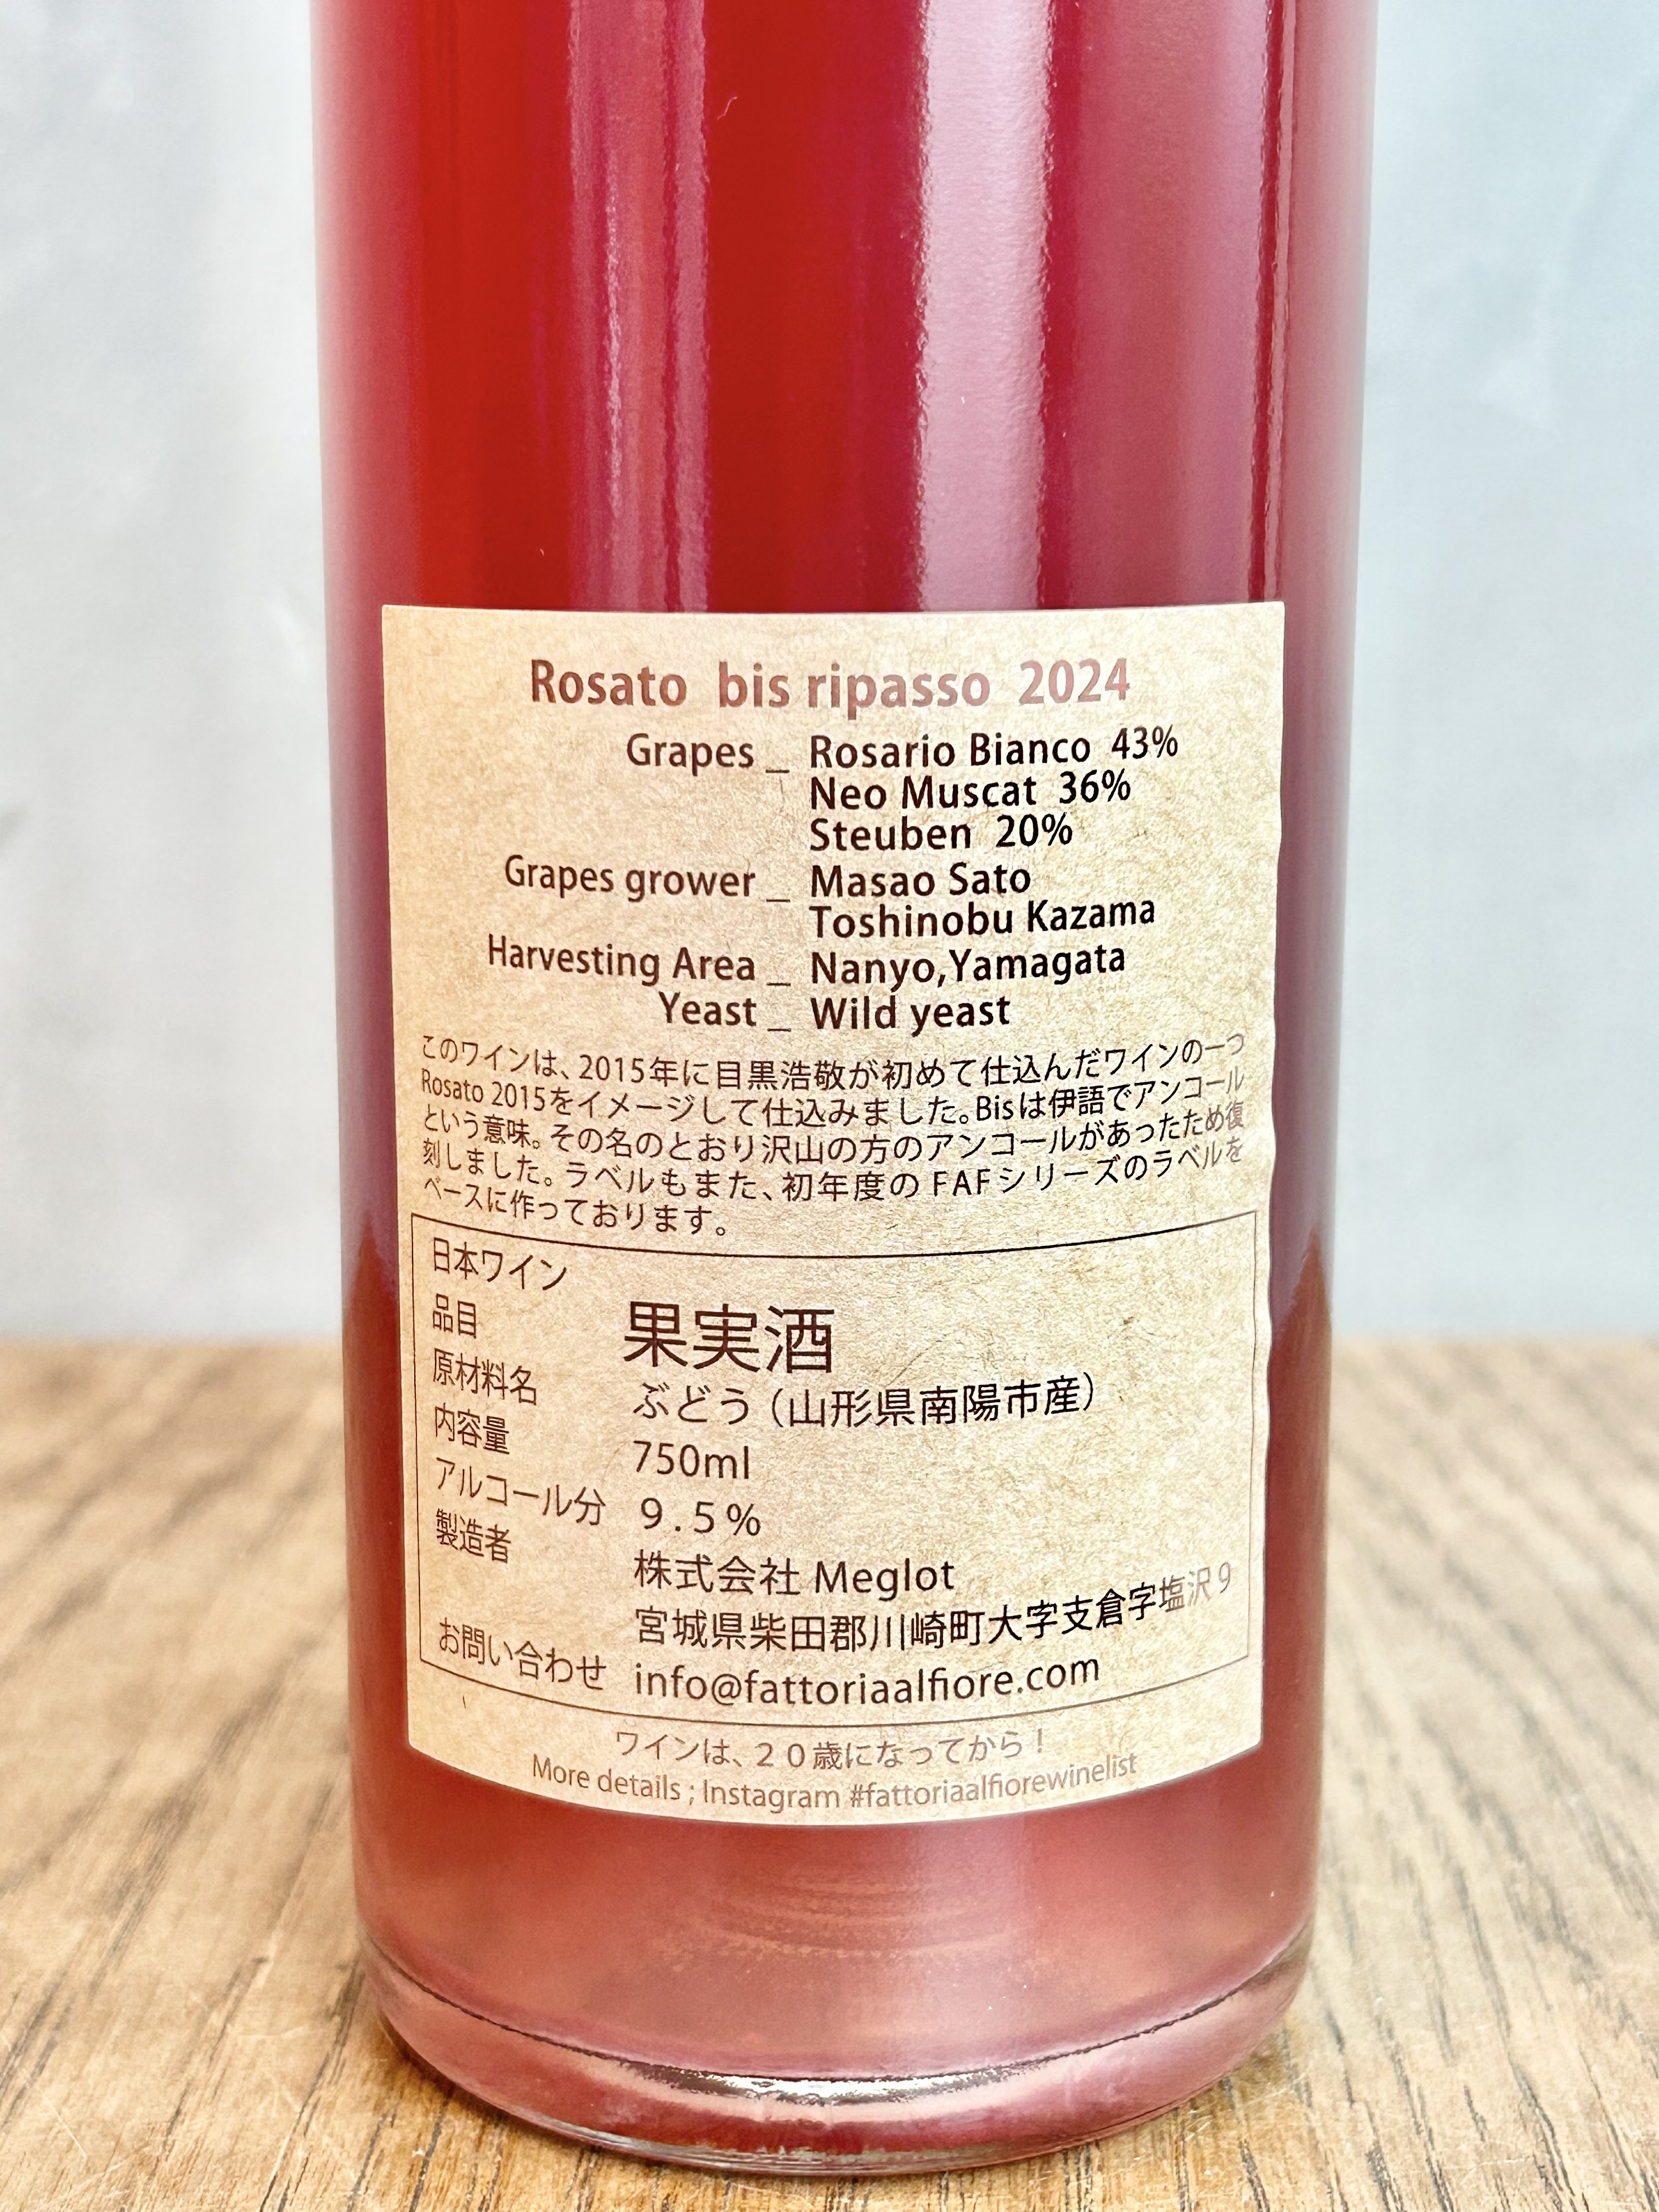 Rosato bis ripasso 2024
Grapes _ Rosario Bianco 43%
Neo Muscat 36%
Steuben 20%
Grapes grower _ Masao Sato
Toshinobu Kazama
Harvesting Area _ Nanyo,Yamagata
Yeast _ Wild yeast
このワインは、2015年に目黒浩敬が初めて仕込んだワインの一つ
Rosato 2015をイメージして仕込みました。Bisは伊語でアンコール
という意味。その名のとおり沢山の方のアンコールがあったため復
刻しました。ラベルもまた、初年度の FAFシリーズのラベルを
ベースに作っております。
日本ワイン
品目 果実酒
原材料名 ぶどう(山形県南陽市産)
内容量 750ml
アルコール分 9.5%
製造者 株式会社 Meglot
宮城県柴田郡川崎町大字支倉字塩沢9
お問い合わせ info@fattoriaalfiore.com
ワインは、20歳になってから!
More details ; Instagram #fattoriaalfiorewinelist